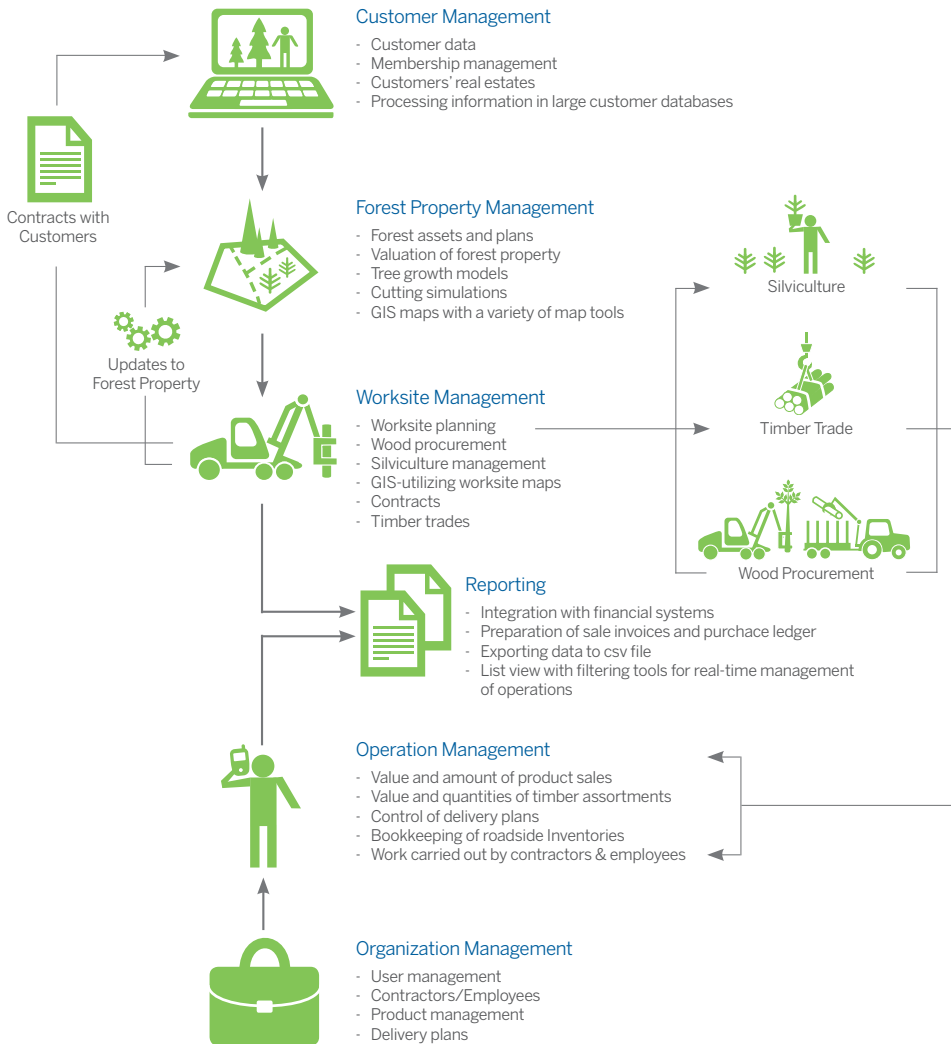 Customer Management
- Customer data
- Membership management
- Customers' real estates
- Processing information in large customer databases
Contracts with
Customers
Forest Property Management
- Forest assets and plans
- Valuation of forest property
- Tree growth models
- Cutting simulations
- GIS maps with a variety of map tools
Silviculture
Updates to
Forest Property
Worksite Management
- Worksite planning
- Wood procurement
- Silviculture management
- GIS-utilizing worksite maps
- Contracts
- Timber trades
Timber Trade
Wood Procurement
Reporting
- Integration with financial systems
- Preparation of sale invoices and purchace ledger
- Exporting data to csv file
- List view with filtering tools for real-time management
of operations
Operation Management
- Value and amount of product sales
- Value and quantities of timber assortments
- Control of delivery plans
- Bookkeeping of roadside Inventories
- Work carried out by contractors & employees
Organization Management
- User management
- Contractors/Employees
- Product management
- Delivery plans